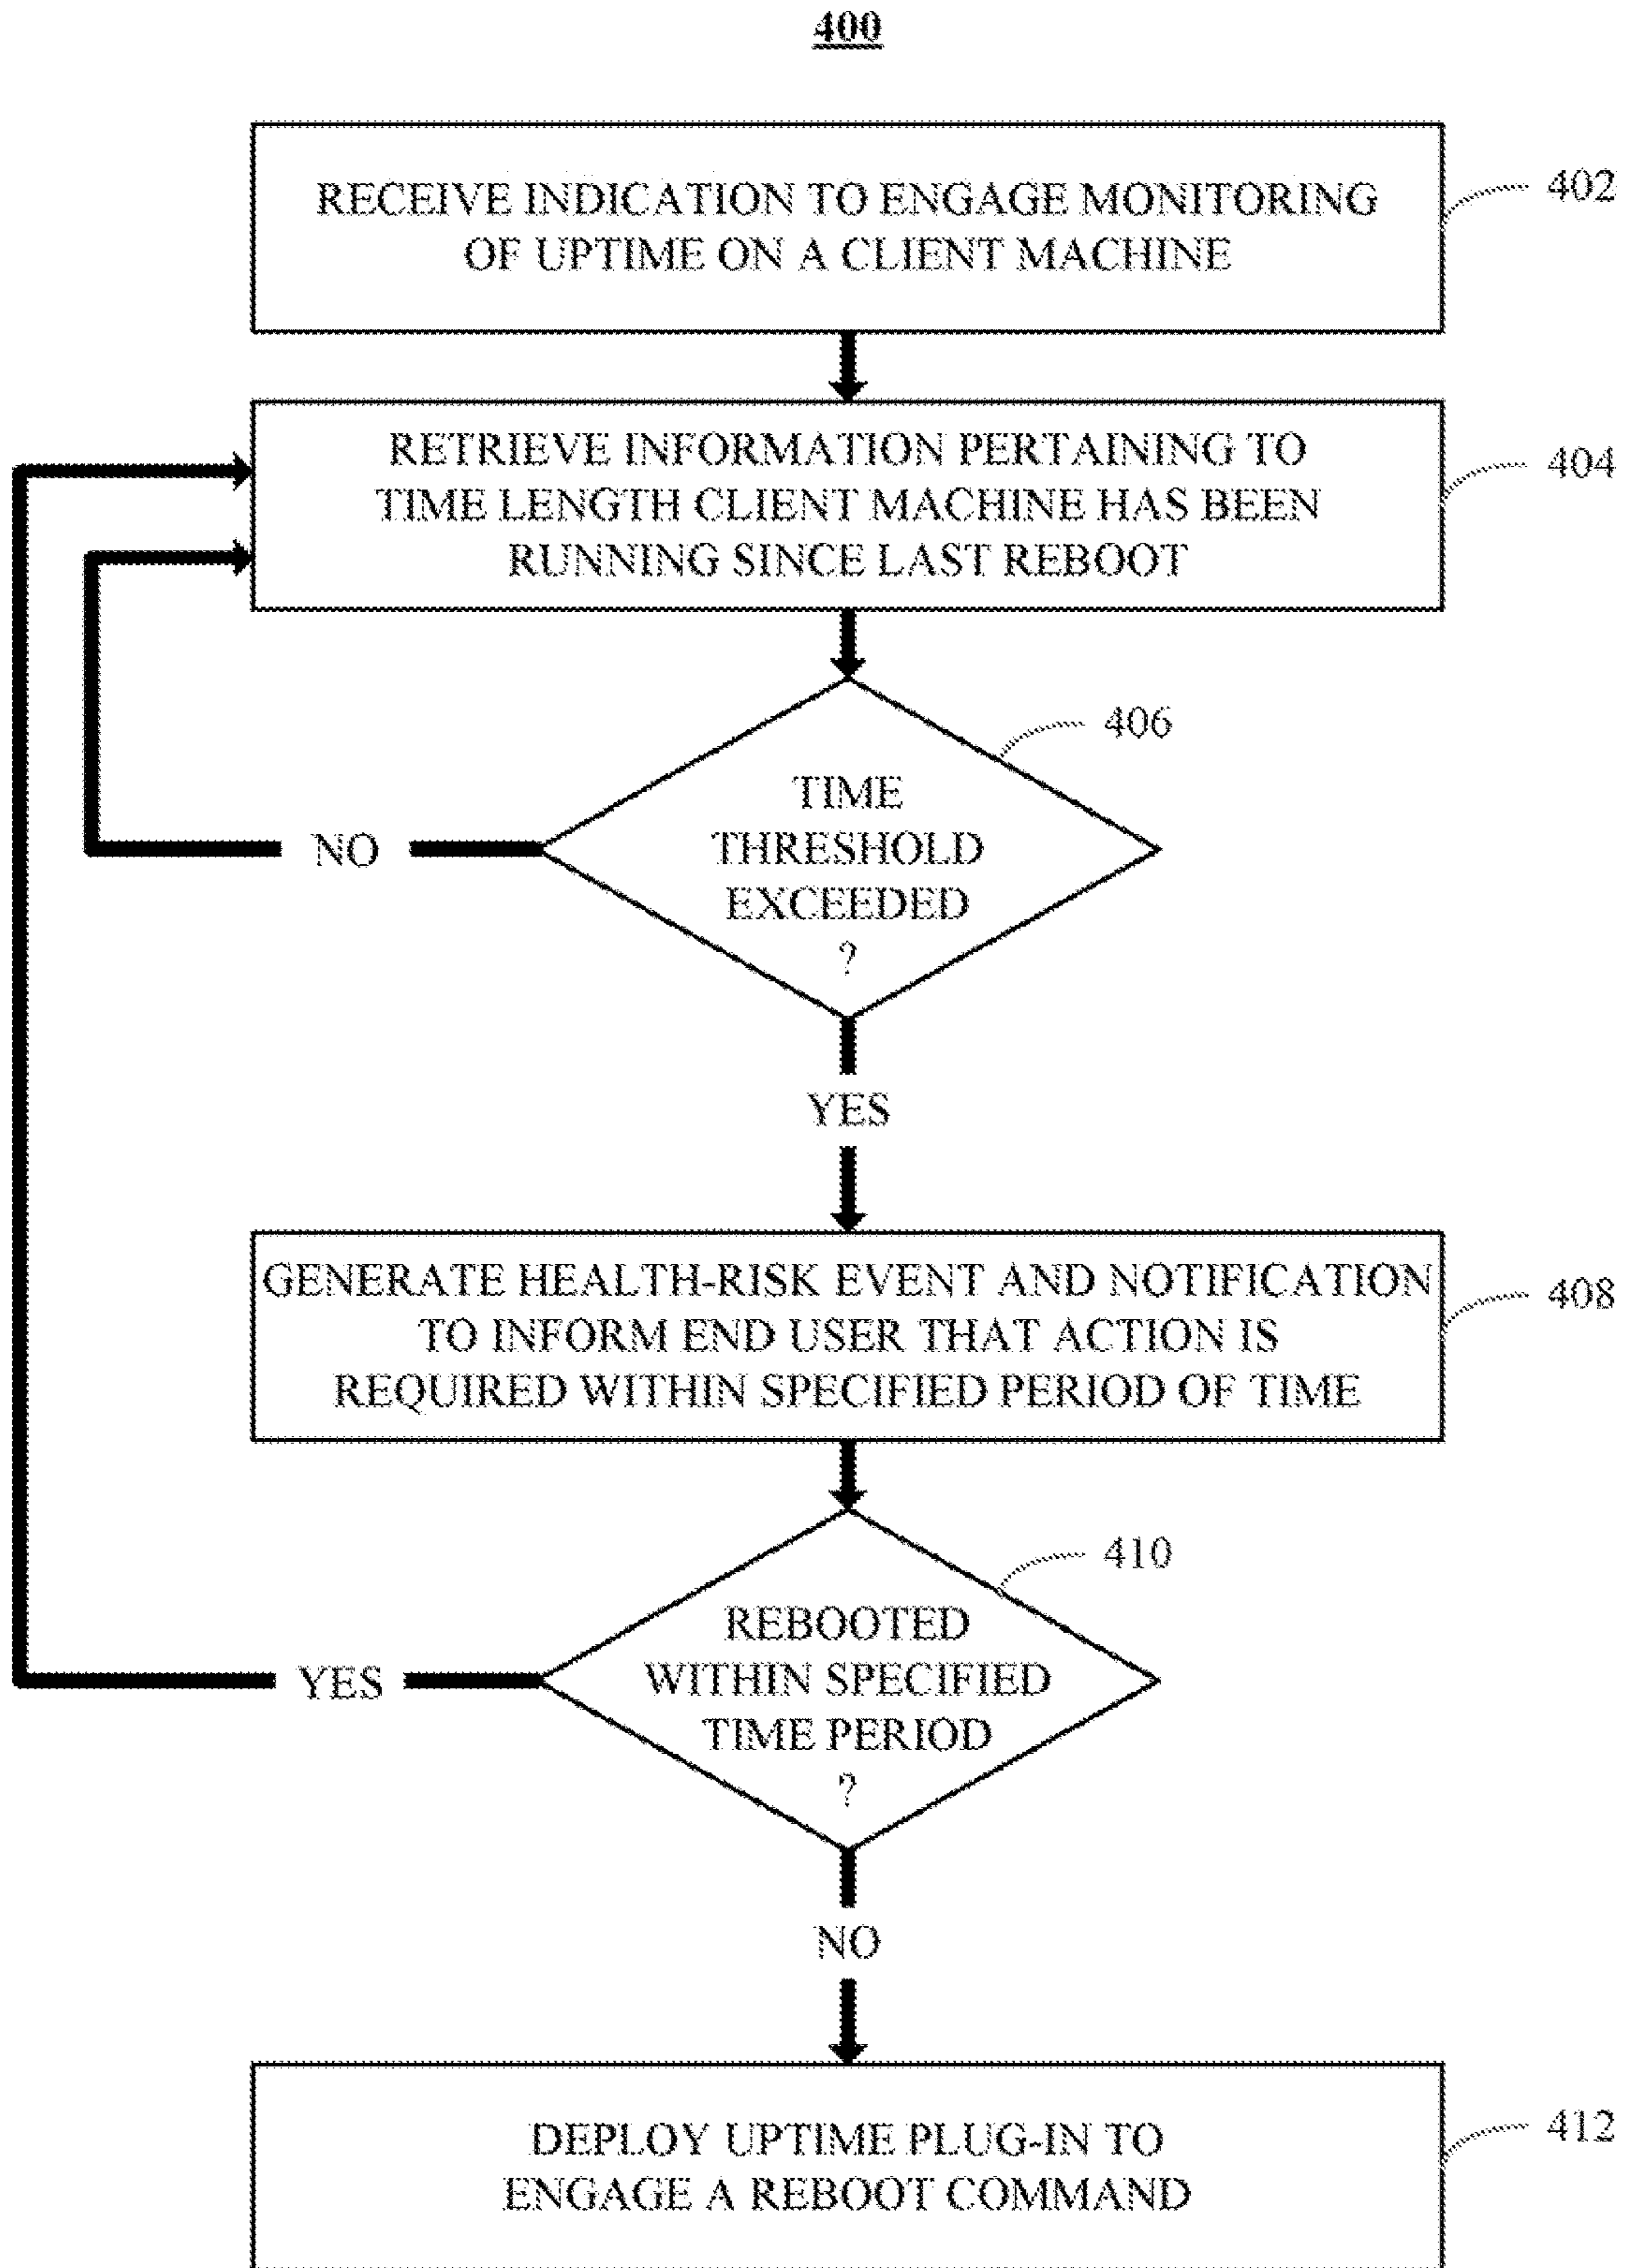 400
RECEIVE INDICATION TO ENGAGE MONITORING
OF UPTIME ON A CLIENT MACHINE
402
RETRIEVE INFORMATION PERTAINING TO
TIME LENGTH CLIENT MACHINE HAS BEEN
RUNNING SINCE LAST REBOOT
404
406
TIME
THRESHOLD
EXCEEDED
?
NO
YES
GENERATE HEALTH-RISK EVENT AND NOTIFICATION
TO INFORM END USER THAT ACTION IS
REQUIRED WITHIN SPECIFIED PERIOD OF TIME
408
410
REBOOTED
WITHIN SPECIFIED
TIME PERIOD
?
YES
NO
DEPLOY UPTIME PLUG-IN TO
ENGAGE A REBOOT COMMAND
412